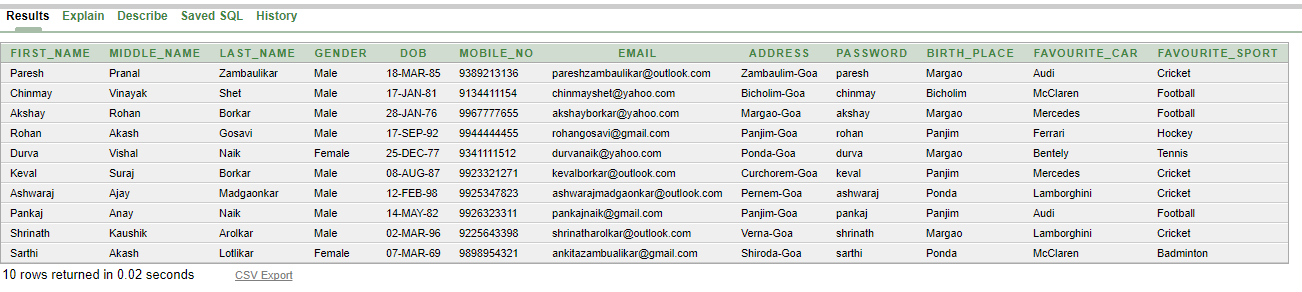 Results Explain Describe Saved SQL History
FIRST_NAME MIDDLE_NAME LAST_NAME GENDER DOB MOBILE_NO EMAIL ADDRESS PASSWORD BIRTH_PLACE FAVOURITE_CAR FAVOURITE_SPORT
Paresh Pranal Zambaulikar Male 18-MAR-85 9389213136 pareshzambaulikar@outlook.com Zambaulim-Goa paresh Margao Audi Cricket
Chinmay Vinayak Shet Male 17-JAN-81 9134411154 chinmayshet@yahoo.com Bicholim-Goa chinmay Bicholim McClaren Football
Akshay Rohan Borkar Male 28-JAN-76 9967777655 akshayborkar@yahoo.com Margao-Goa akshay Margao Mercedes Football
Rohan Akash Gosavi Male 17-SEP-92 9944444455 rohangosavi@gmail.com Panjim-Goa rohan Panjim Ferrari Hockey
Durva Vishal Naik Female 25-DEC-77 9341111512 durvanaik@yahoo.com Ponda-Goa durva Margao Bentely Tennis
Keval Suraj Borkar Male 08-AUG-87 9923321271 kevalborkar@outlook.com Curchorem-Goa keval Panjim Mercedes Cricket
Ashwaraj Ajay Madgaonkar Male 12-FEB-98 9925347823 ashwarajmadgaonkar@outlook.com Pernem-Goa ashwaraj Ponda Lamborghini Cricket
Pankaj Anay Naik Male 14-MAY-82 9926323311 pankajnaik@gmail.com Panjim-Goa pankaj Panjim Audi Football
Shrinath Kaushik Arolkar Male 02-MAR-96 9225643398 shrinatharolkar@outlook.com Verna-Goa shrinath Margao Lamborghini Cricket
Sarthi Akash Lotlikar Female 07-MAR-69 9898954321 ankitazambualikar@gmail.com Shiroda-Goa sarthi Ponda McClaren Badminton
10 rows returned in 0.02 seconds CSV Export